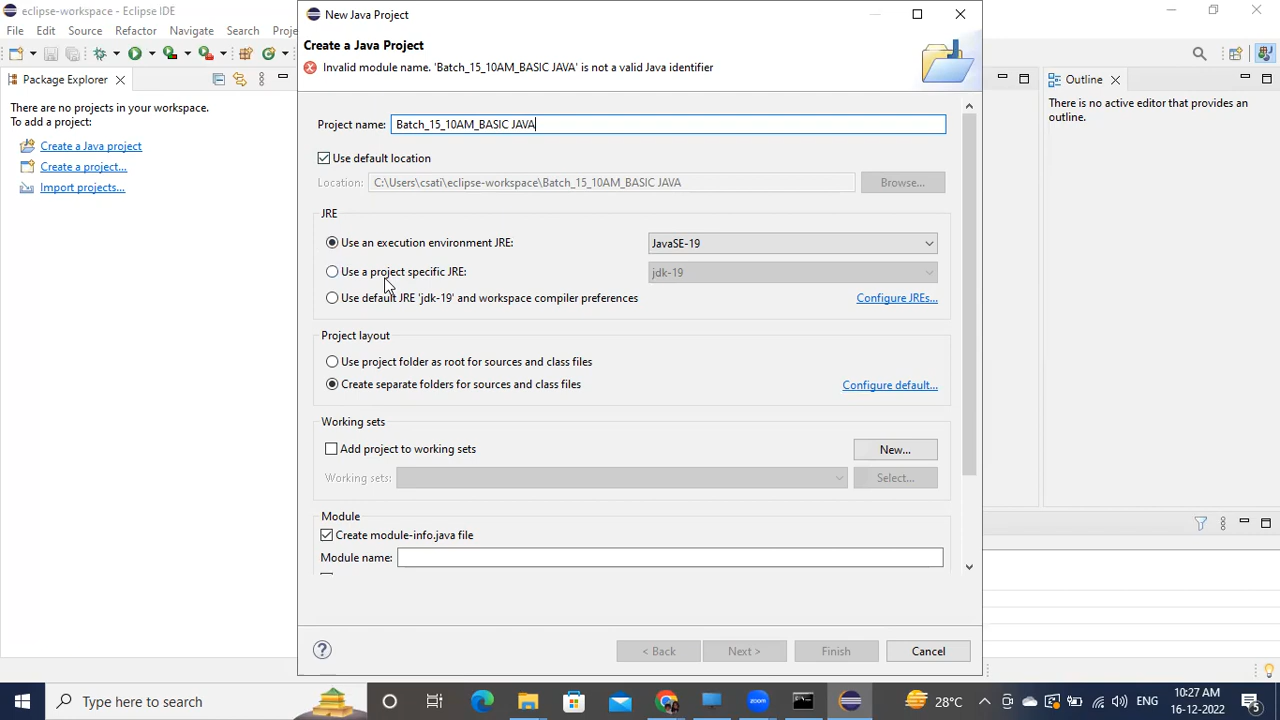 eclipse-workspace - Eclipse IDE
File Edit Source Refactor Navigate Search Proje
Package Explorer
There are no projects in your workspace.
To add a project:
Create a Java project
Create a project...
Import projects...
New Java Project
Create a Java Project
Invalid module name. 'Batch_15_10AM_BASIC JAVA' is not a valid Java identifier
Project name: Batch_15_10AM_BASIC JAVA
Use default location
Location: C:\Users\csati\eclipse-workspace\Batch_15_10AM_BASIC JAVA Browse...
JRE
Use an execution environment JRE: JavaSE-19
Use a project specific JRE: jdk-19
Use default JRE 'jdk-19' and workspace compiler preferences Configure JREs...
Project layout
Use project folder as root for sources and class files
Create separate folders for sources and class files Configure default...
Working sets
Add project to working sets New...
Working sets: Select...
Module
Create module-info.java file
Module name:
< Back Next > Finish Cancel
Outline
There is no active editor that provides an
outline.
Type here to search
28°C ENG 10:27 AM
16-12-2022 5